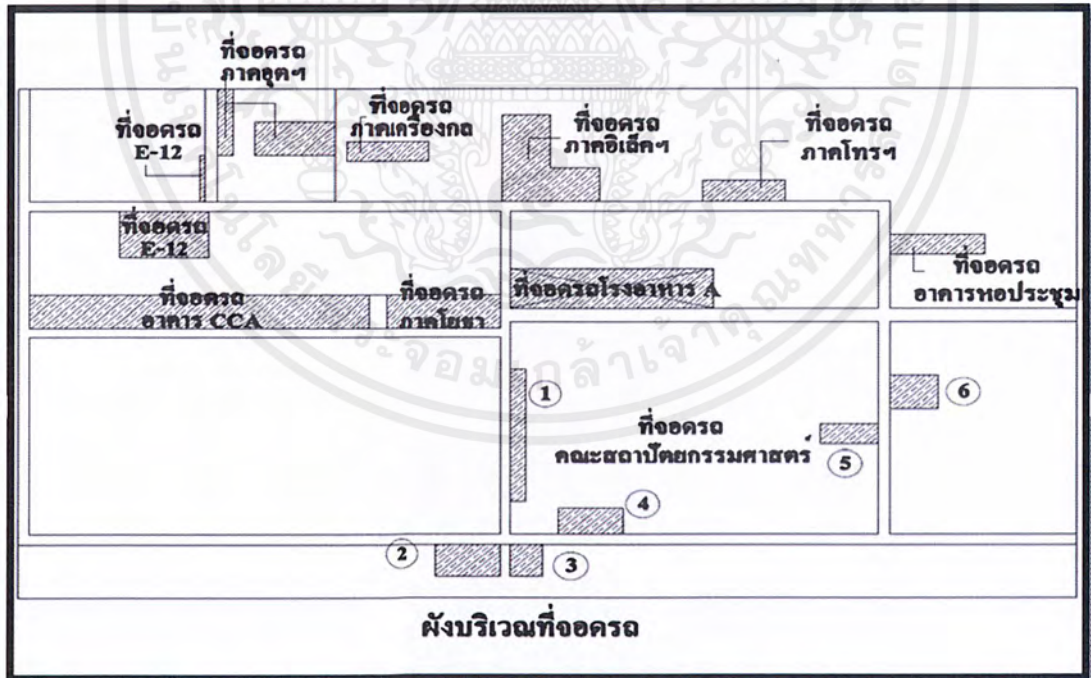 ที่จอดรถ
ภาคอุตฯ
ที่จอดรถ
E-12
ที่จอดรถ
ภาคเครื่องกล
ที่จอดรถ
ภาคอิเล็คฯ
ที่จอดรถ
ภาคโทรฯ
ที่จอดรถ
E-12
ที่จอดรถ
อาคาร CCA
ที่จอดรถ
ภาคโยธา
ที่จอดรถโรงอาหาร A
ที่จอดรถ
อาคารหอประชุม
1
ที่จอดรถ
คณะสถาปัตยกรรมศาสตร์
5
6
4
2
3
ผังบริเวณที่จอดรถ